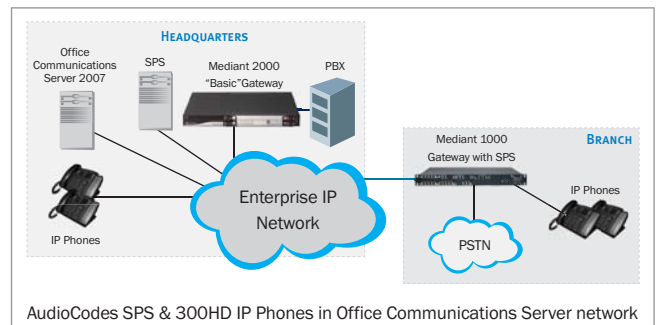 HEADQUARTERS
Office
Communications
Server 2007
SPS
Mediant 2000
“Basic”Gateway
PBX
IP Phones
Enterprise IP
Network
BRANCH
Mediant 1000
Gateway with SPS
IP Phones
PSTN
AudioCodes SPS & 300HD IP Phones in Office Communications Server network